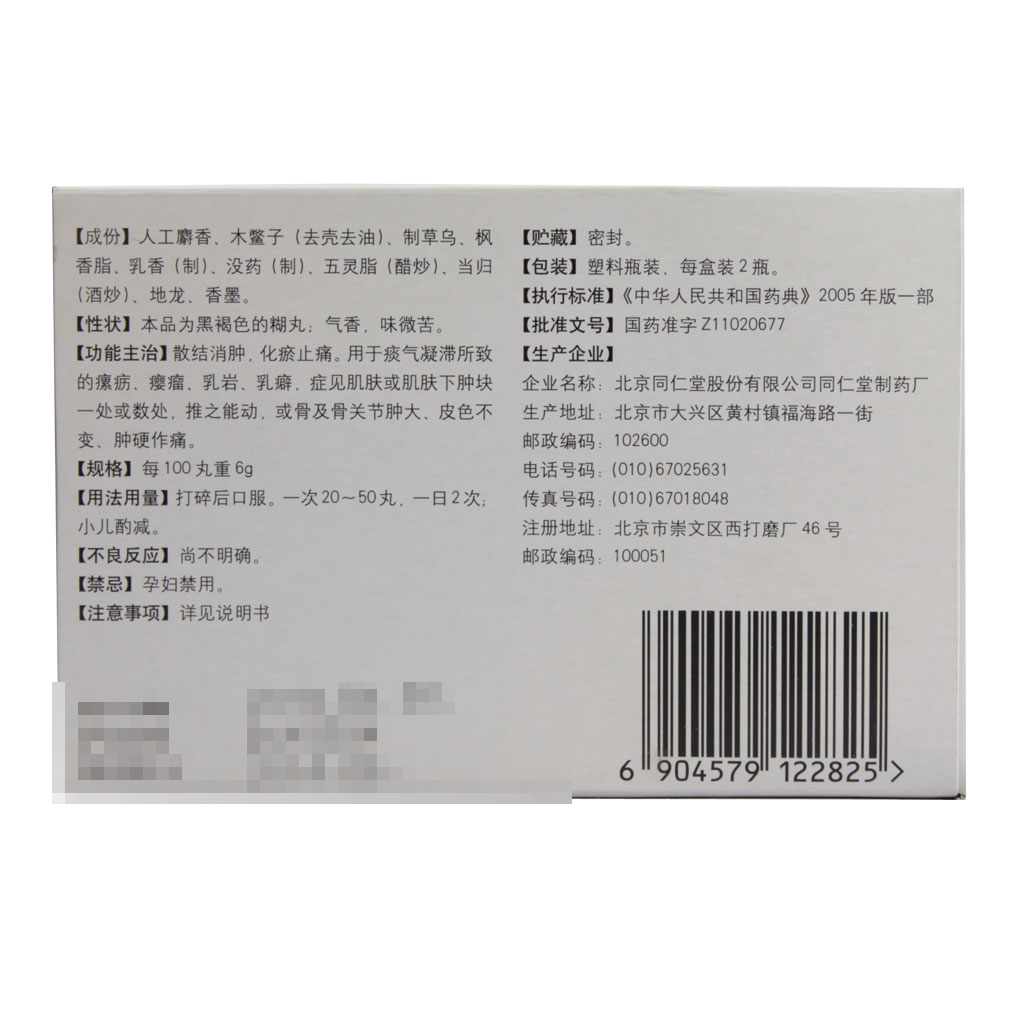 【成份】人工麝香、木鳖子（去壳去油）、制草乌、枫
香脂、乳香（制）、没药（制）、五灵脂（醋炒）、当归
（酒炒）、地龙、香墨。
【性状】本品为黑褐色的糊丸；气香，味微苦。
【功能主治】散结消肿，化瘀止痛。用于痰气凝滞所致
的瘰疬、瘿瘤、乳岩、乳癖，症见肌肤或肌肤下肿块
一处或数处，推之能动，或骨及骨关节肿大、皮色不
变、肿硬作痛。
【规格】每100丸重6g
【用法用量】打碎后口服。一次20～50丸，一日2次；
小儿酌减。
【不良反应】尚不明确。
【禁忌】孕妇禁用。
【注意事项】详见说明书
【贮藏】密封。
【包装】塑料瓶装，每盒装2瓶。
【执行标准】《中华人民共和国药典》2005年版一部
【批准文号】国药准字Z11020677
【生产企业】
企业名称：北京同仁堂股份有限公司同仁堂制药厂
生产地址：北京市大兴区黄村镇福海路一街
邮政编码：102600
电话号码：(010)67025631
传真号码：(010)67018048
注册地址：北京市崇文区西打磨厂46号
邮政编码：100051
6 904579 122825 >